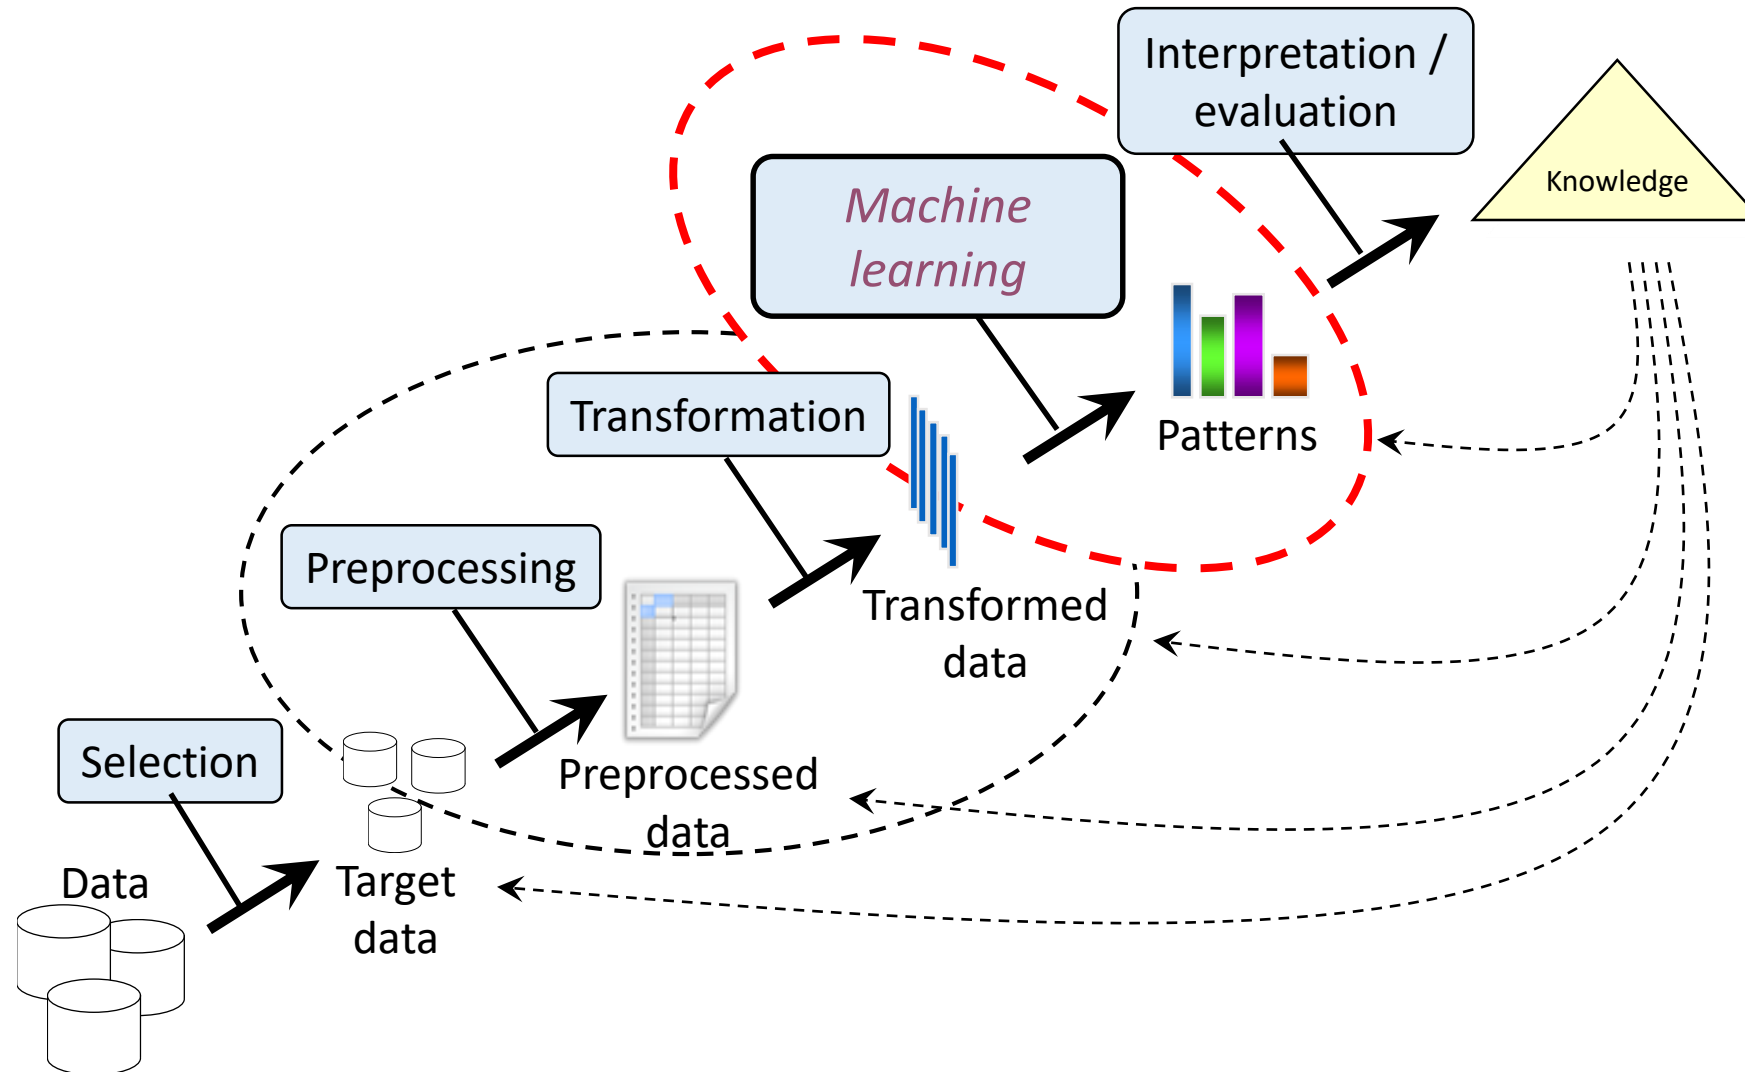 Interpretation /
evaluation
Knowledge
Machine
learning
Patterns
Transformation
Transformed
data
Preprocessing
Preprocessed
data
Selection
Target
data
Data